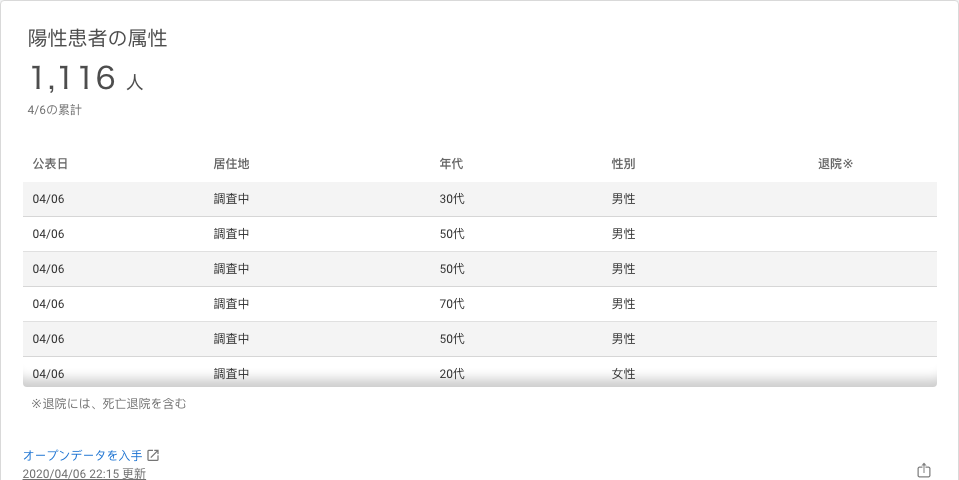 陽性患者の属性
1,116 人
4/6の累計
公表日 居住地 年代 性別 退院※
04/06 調査中 30代 男性
04/06 調査中 50代 男性
04/06 調査中 50代 男性
04/06 調査中 70代 男性
04/06 調査中 50代 男性
04/06 調査中 20代 女性
※退院には、死亡退院を含む
オープンデータを入手
2020/04/06 22:15 更新